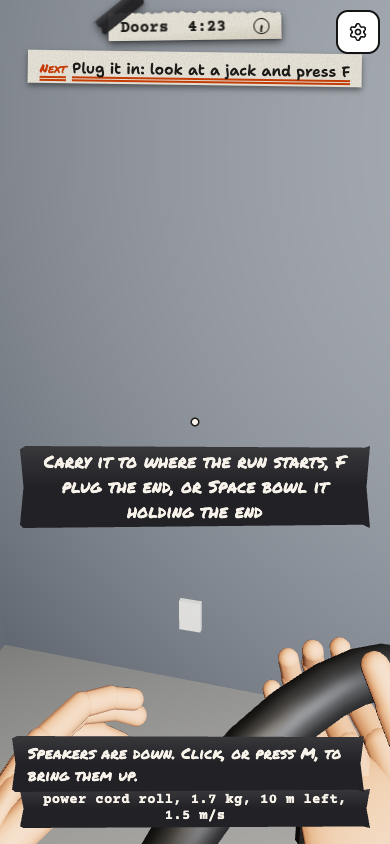 Doors 4:23
Next Plug it in: look at a jack and press F
Carry it to where the run starts, F
plug the end, or Space bowl it
holding the end
Speakers are down. Click, or press M, to
bring them up.
power cord roll, 1.7 kg, 10 m left,
1.5 m/s